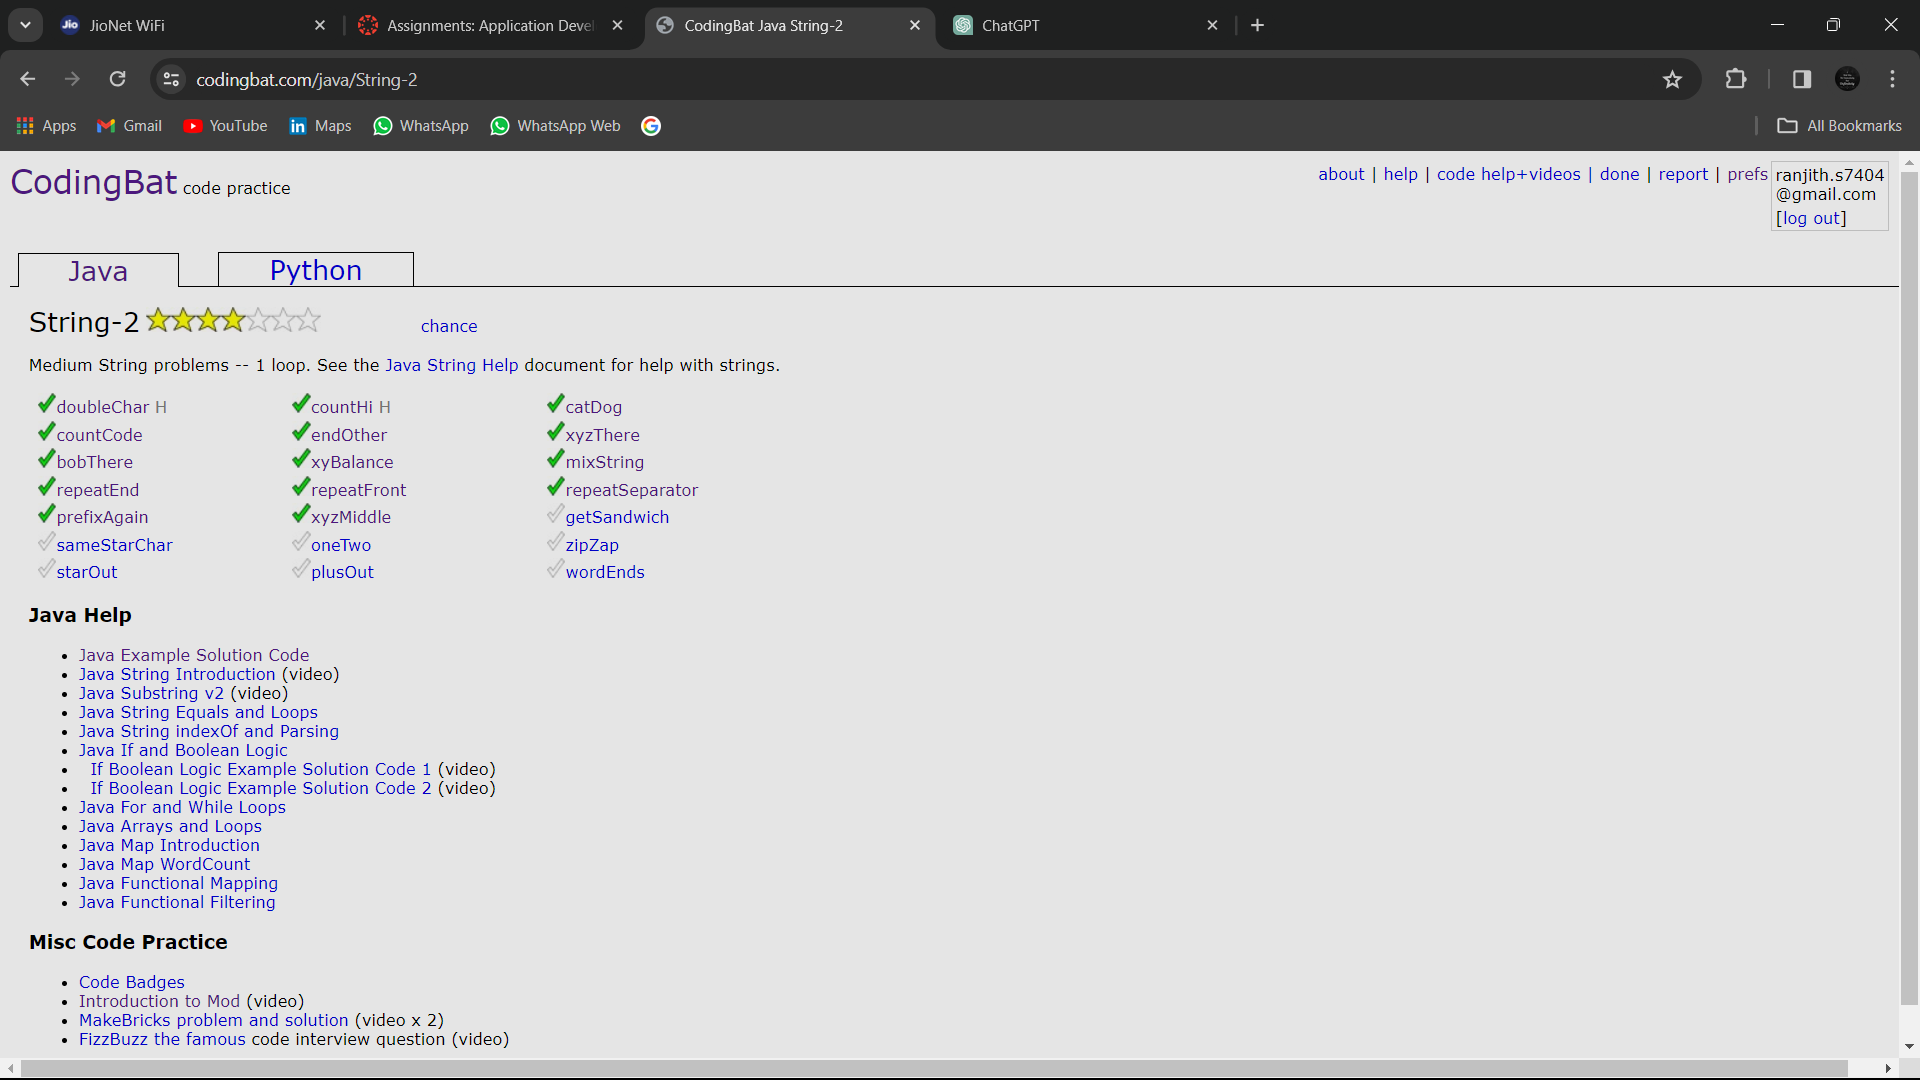 JioNet WiFi
Assignments: Application Devel
CodingBat Java String-2
ChatGPT
codingbat.com/java/String-2
Apps
Gmail
YouTube
Maps
WhatsApp
WhatsApp Web
All Bookmarks
CodingBat code practice
about | help | code help+videos | done | report | prefs
ranjith.s7404
@gmail.com
[log out]
Java
Python
String-2
chance
Medium String problems -- 1 loop. See the Java String Help document for help with strings.
doubleChar H countHi H catDog
countCode endOther xyzThere
bobThere xyBalance mixString
repeatEnd repeatFront repeatSeparator
prefixAgain xyzMiddle getSandwich
sameStarChar oneTwo zipZap
starOut plusOut wordEnds
Java Help
Java Example Solution Code
Java String Introduction (video)
Java Substring v2 (video)
Java String Equals and Loops
Java String indexOf and Parsing
Java If and Boolean Logic
If Boolean Logic Example Solution Code 1 (video)
If Boolean Logic Example Solution Code 2 (video)
Java For and While Loops
Java Arrays and Loops
Java Map Introduction
Java Map WordCount
Java Functional Mapping
Java Functional Filtering
Misc Code Practice
Code Badges
Introduction to Mod (video)
MakeBricks problem and solution (video x 2)
FizzBuzz the famous code interview question (video)